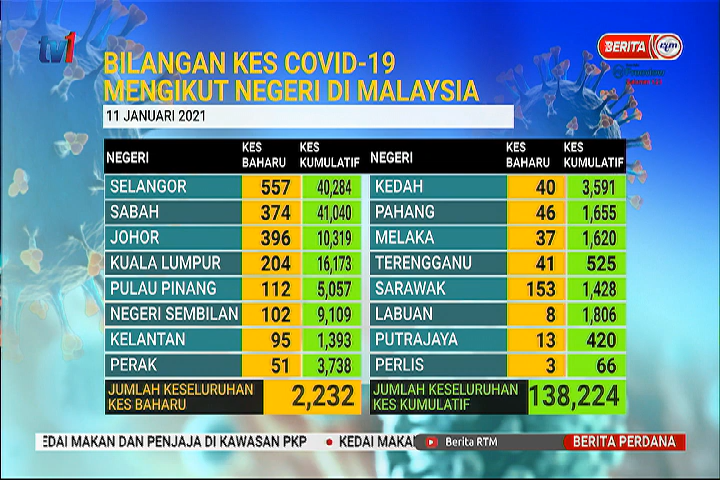 tv1
BERITA rtm
BILANGAN KES COVID-19
MENGIKUT NEGERI DI MALAYSIA
11 JANUARI 2021
NEGERI KES BAHARU KES KUMULATIF NEGERI KES BAHARU KES KUMULATIF
SELANGOR 557 40,284 KEDAH 40 3,591
SABAH 374 41,040 PAHANG 46 1,655
JOHOR 396 10,319 MELAKA 37 1,620
KUALA LUMPUR 204 16,173 TERENGGANU 41 525
PULAU PINANG 112 5,057 SARAWAK 153 1,428
NEGERI SEMBILAN 102 9,109 LABUAN 8 1,806
KELANTAN 95 1,393 PUTRAJAYA 13 420
PERAK 51 3,738 PERLIS 3 66
JUMLAH KESELURUHAN KES BAHARU 2,232 JUMLAH KESELURUHAN KES KUMULATIF 138,224
EDAI MAKAN DAN PENJAJA DI KAWASAN PKP • KEDAI MAKA Berita RTM BERITA PERDANA